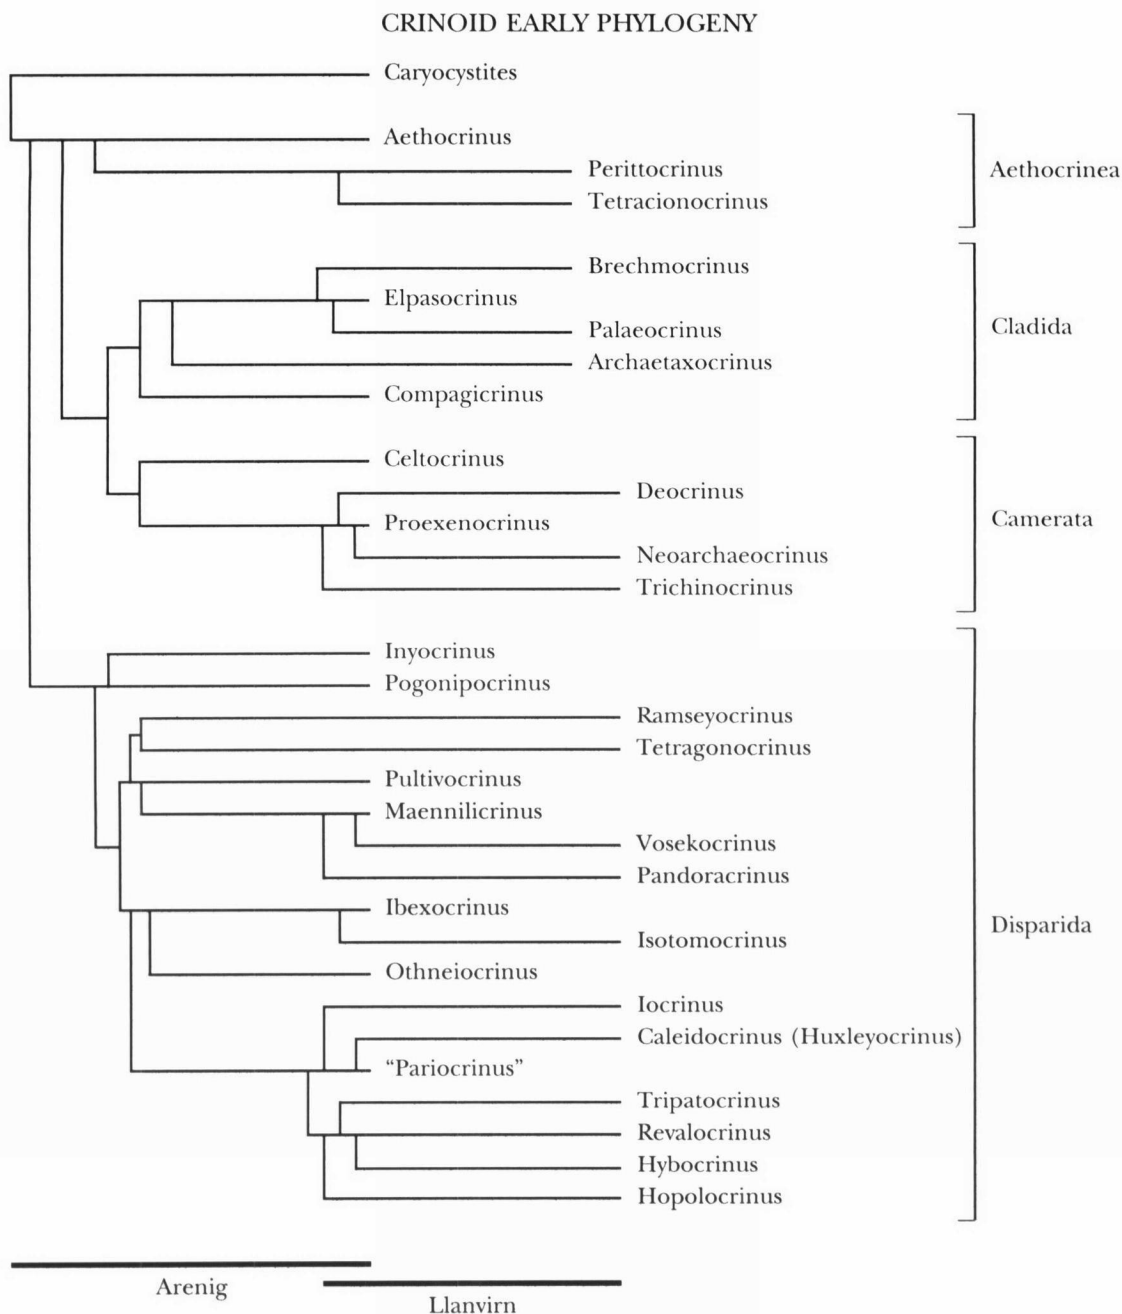 CRINOID EARLY PHYLOGENY
Caryocystites
Aethocrinus
Perittocrinus
Tetracionocrinus
Aethocrinea
Brechmocrinus
Elpasocrinus
Palaeocrinus
Archaetaxocrinus
Compagicrinus
Cladida
Celtocrinus
Deocrinus
Proexenocrinus
Neoarchaeocrinus
Trichinocrinus
Camerata
Inyocrinus
Pogonipocrinus
Ramseyocrinus
Tetragonocrinus
Pultivocrinus
Maennilicrinus
Vosekocrinus
Pandoracrinus
Ibexocrinus
Isotomocrinus
Othneiocrinus
Iocrinus
Caleidocrinus (Huxleyocrinus)
“Pariocrinus”
Tripatocrinus
Revalocrinus
Hybocrinus
Hopolocrinus
Disparida
Arenig
Llanvirn